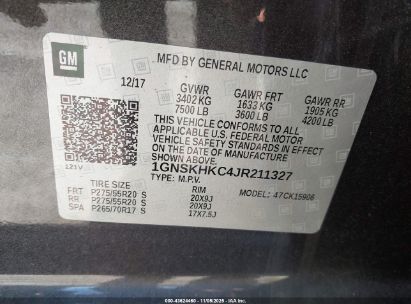 GM
MFD BY GENERAL MOTORS LLC
12/17
GVWR GAWR FRT GAWR RR
3402 KG 1633 KG 1905 KG
7500 LB 3600 LB 4200 LB
THIS VEHICLE CONFORMS TO ALL
APPLICABLE U.S. FEDERAL MOTOR
VEHICLE SAFETY AND THEFT
PREVENTION STANDARDS IN EFFECT
ON THE DATE OF MANUFACTURE
SHOWN ABOVE.
1GNSKHKC4JR211327
TYPE: M.P.V. MODEL: 47CK15906
TIRE SIZE RIM
FRT P275/55R20 S 20X9J
RR P275/55R20 S 20X9J
SPA P265/70R17 S 17X7.5J